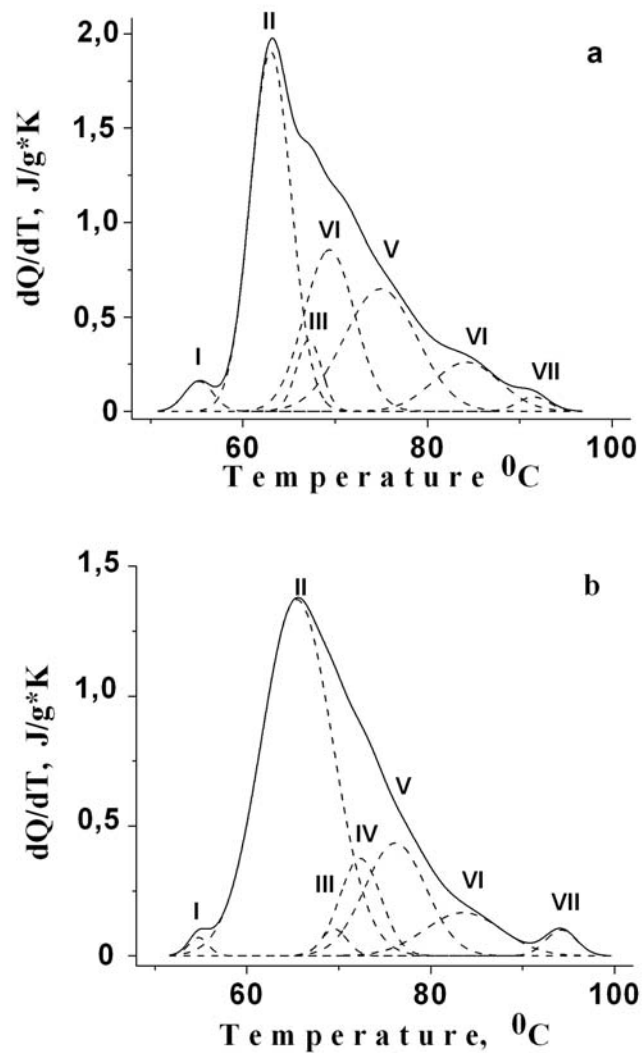 II
a
2,0
1,5
VI
V
1,0
dQ/dT, J/g*K
III
0,5
I
VI
VII
0
60
80
100
Temperature ⁰C
1,5
II
b
1,0
V
dQ/dT, J/g*K
IV
0,5
III
VI
I
VII
0
60
80
100
Temperature, ⁰C